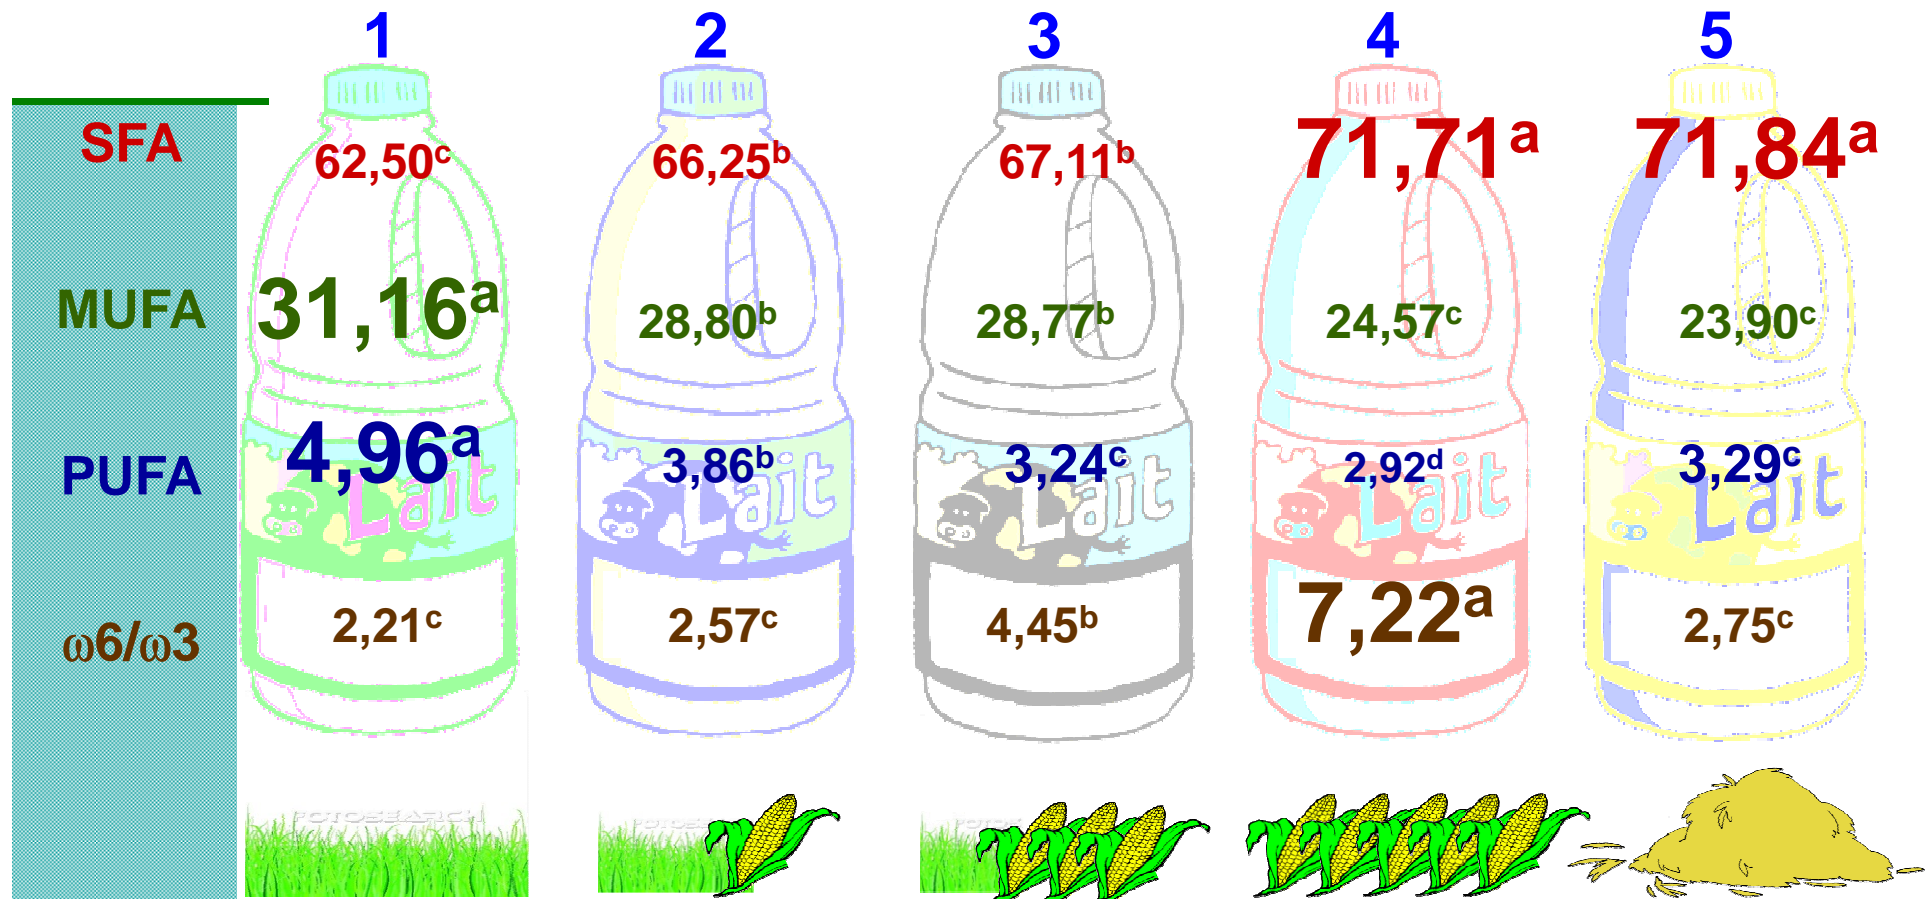 1 2 3 4 5
SFA 62,50ᶜ 66,25ᵇ 67,11ᵇ 71,71ᵃ 71,84ᵃ
MUFA 31,16ᵃ 28,80ᵇ 28,77ᵇ 24,57ᶜ 23,90ᶜ
PUFA 4,96ᵃ 3,86ᵇ 3,24ᶜ 2,92ᵈ 3,29ᶜ
Lait Lait Lait Lait Lait
ω6/ω3 2,21ᶜ 2,57ᶜ 4,45ᵇ 7,22ᵃ 2,75ᶜ
FOTOSEARCH